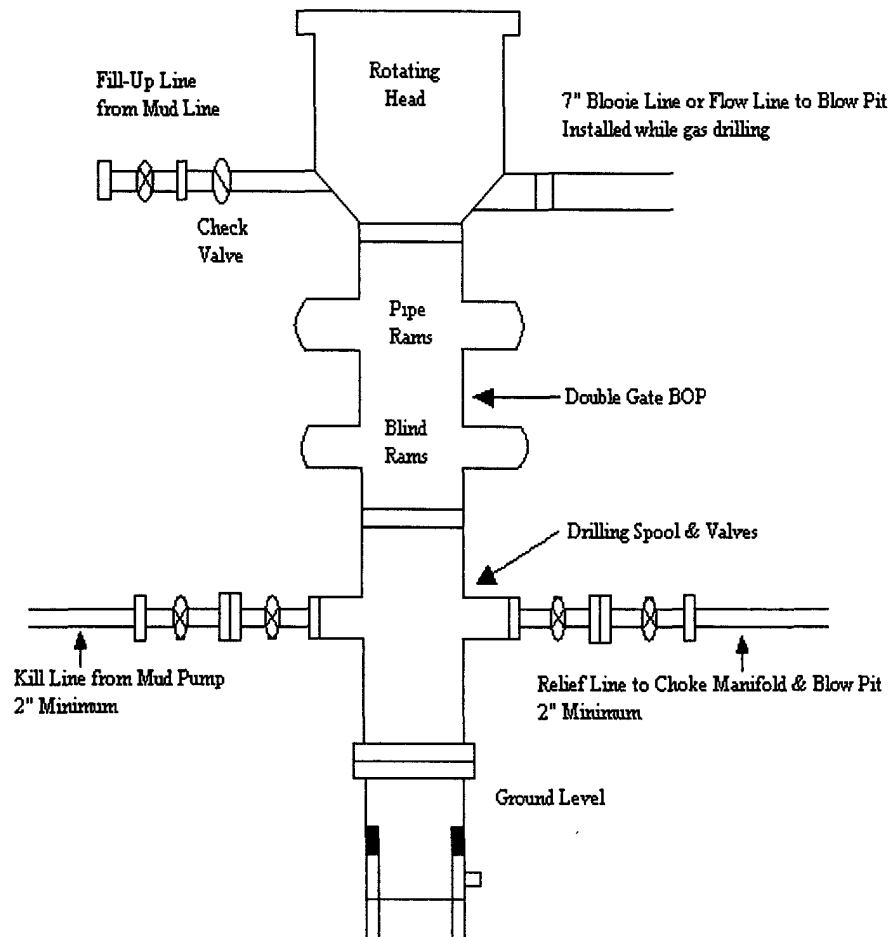 Rotating
Head
Fill-Up Line
from Mud Line
7" Blooie Line or Flow Line to Blow Pit
Installed while gas drilling
Check
Valve
Pipe
Rams
Double Gate BOP
Blind
Rams
Drilling Spool & Valves
Kill Line from Mud Pump
2" Minimum
Relief Line to Choke Manifold & Blow Pit
2" Minimum
Ground Level